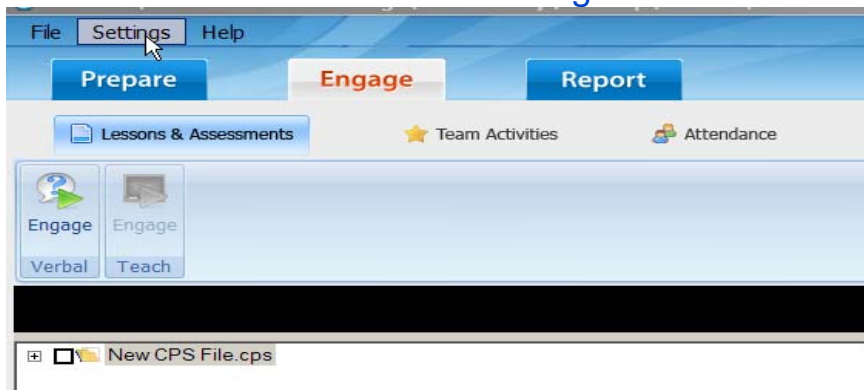 File Settings Help
Prepare Engage Report
Lessons & Assessments Team Activities Attendance
Engage Engage
Verbal Teach
New CPS File.cps